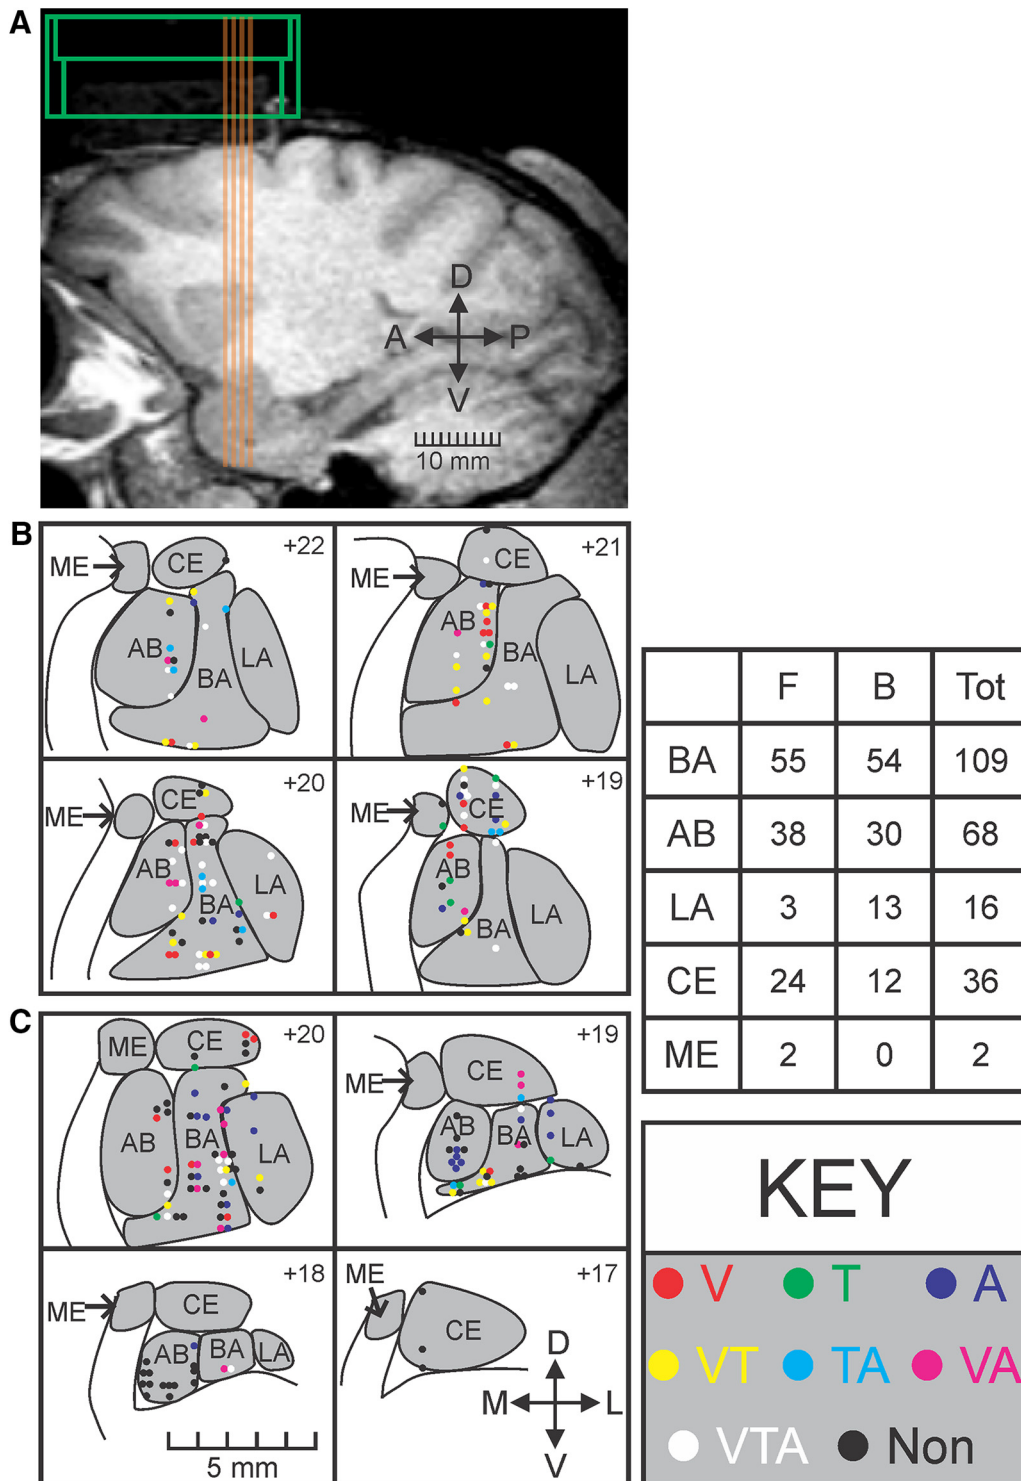 A
D
A P
V
10 mm
B
+22
ME CE
AB BA LA
+21
ME CE
AB BA LA
+20
ME CE
AB BA LA
+19
ME CE
AB BA LA
C
+20
ME CE
AB BA LA
+19
ME CE
AB BA LA
+18
ME CE
AB BA LA
5 mm
+17
ME
CE
D
M L
V
F B Tot
BA 55 54 109
AB 38 30 68
LA 3 13 16
CE 24 12 36
ME 2 0 2
KEY
V T A
VT TA VA
VTA Non